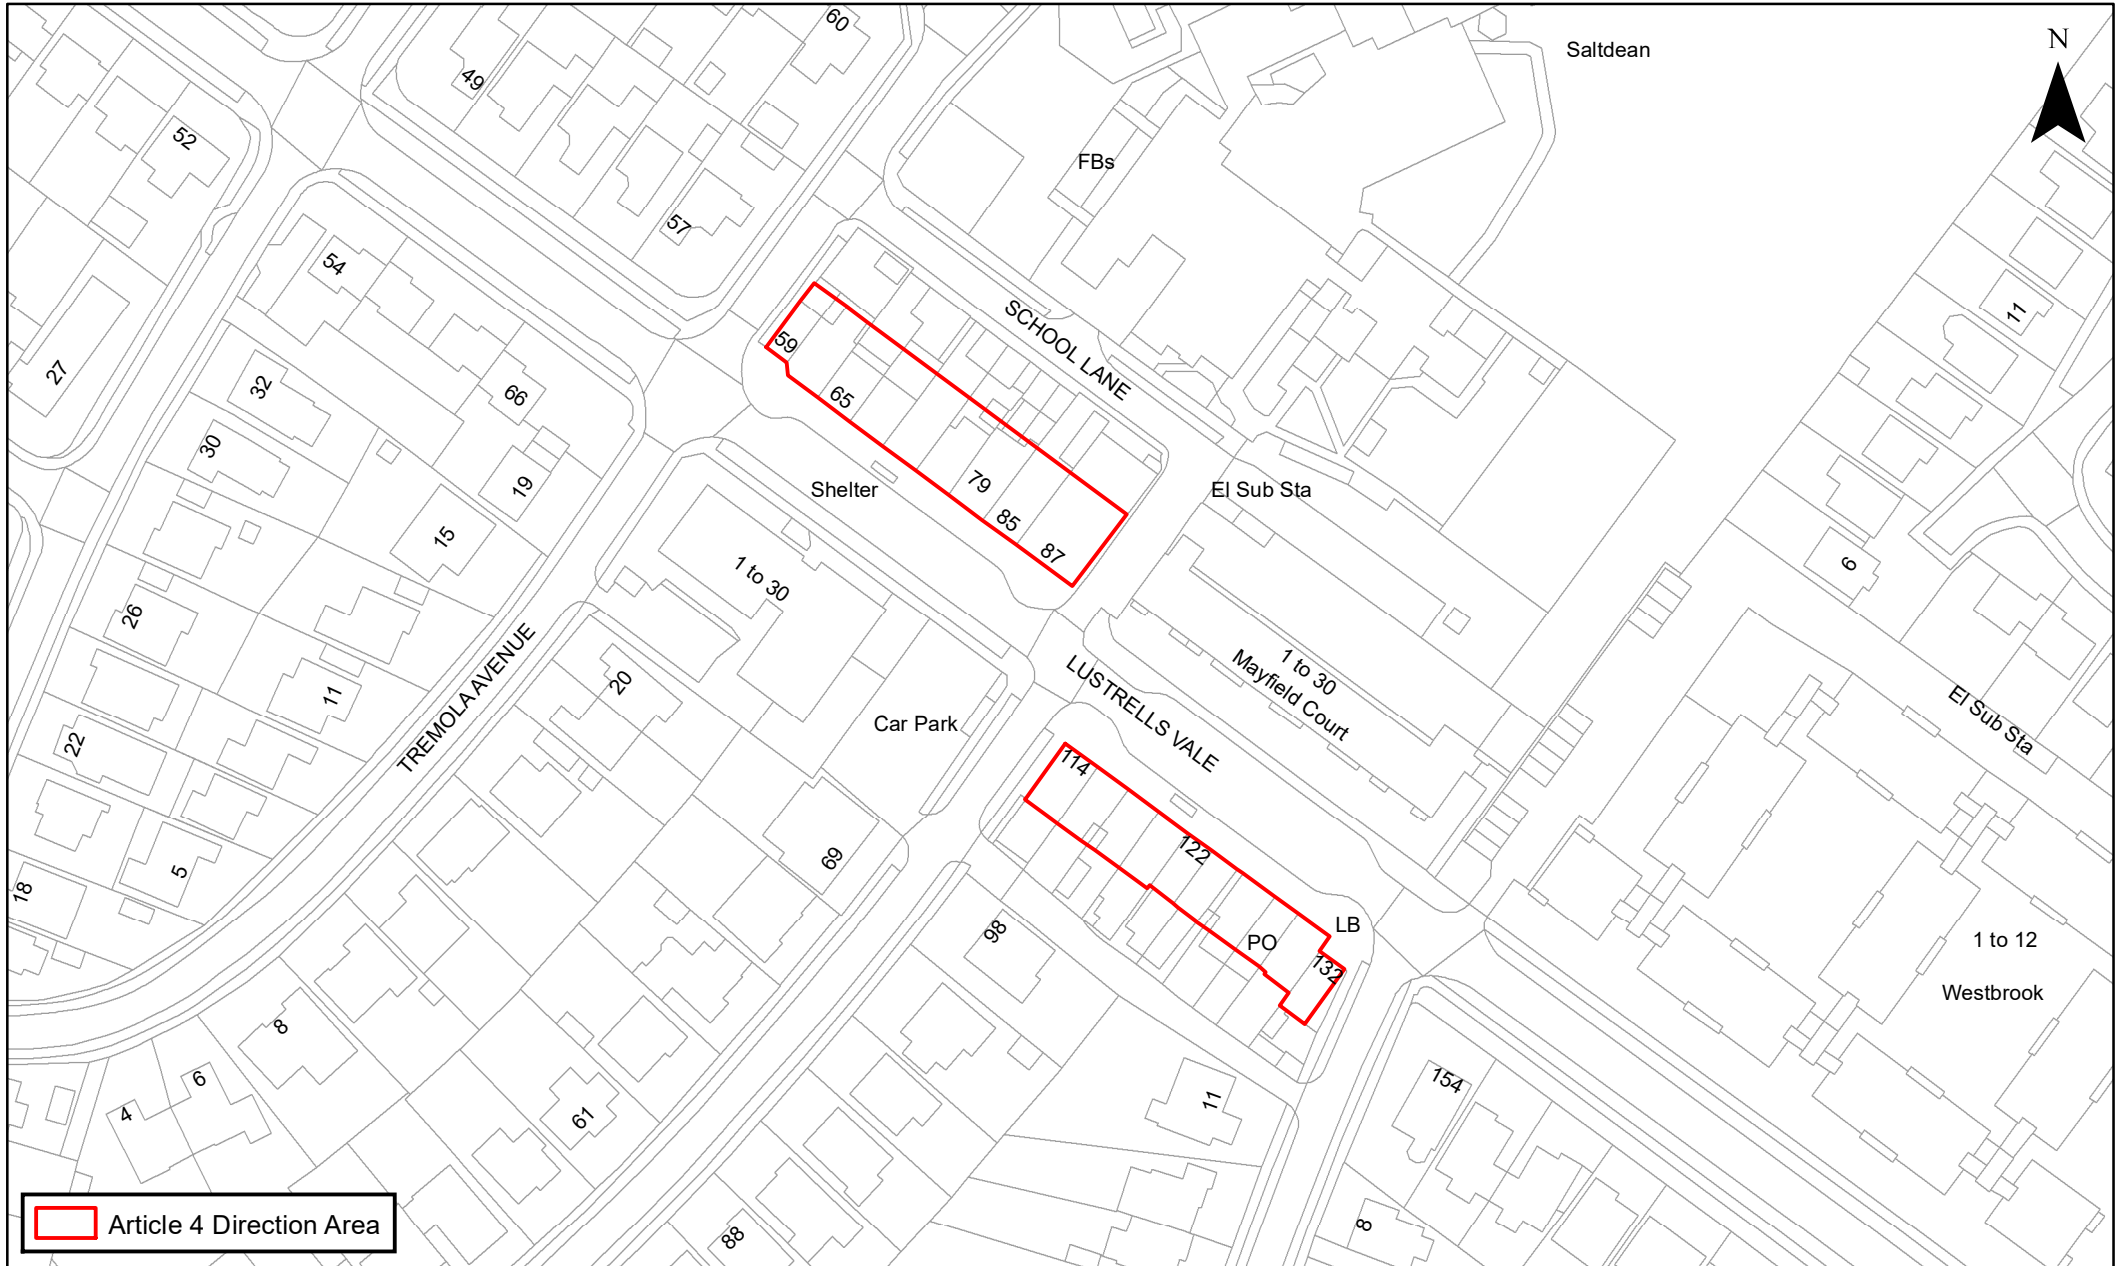 60
Saltdean
N
49
52
FBs
57
54
SCHOOL LANE
11
59
27
32
66
65
30
19
79
Shelter
El Sub Sta
85
15
87
6
1 to 30
26
TREMOLA AVENUE
1 to 30
Mayfield Court
20
11
LUSTRELLS VALE
El Sub Sta
Car Park
22
114
122
69
5
18
98
LB
PO
132
1 to 12
Westbrook
8
6
4
61
11
154
8
88
Article 4 Direction Area